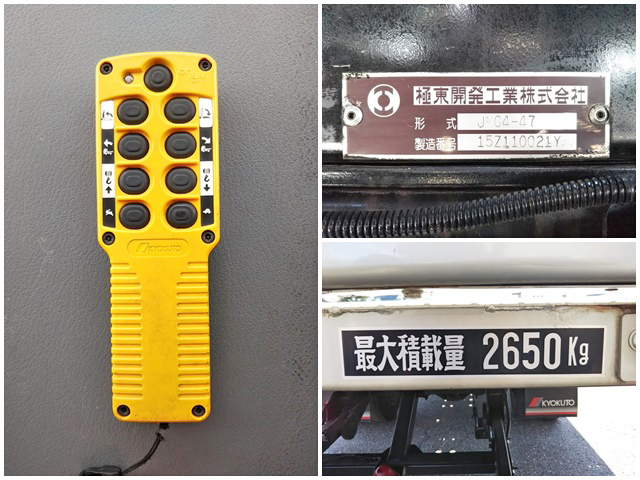 KYOKUTO
極東開発工業株式会社
形式
製造番号 15Z110021Y
最大積載量 2650Kg
KYOKUTO